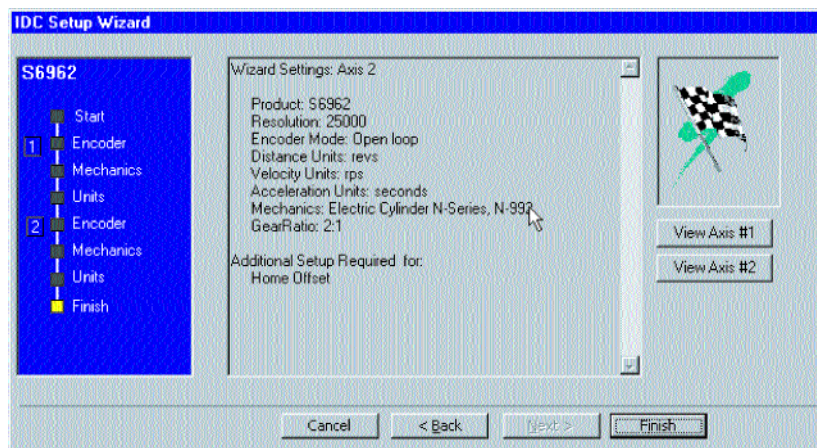 IDC Setup Wizard
S6962
Start
1
Encoder
Mechanics
Units
2
Encoder
Mechanics
Units
Finish
Wizard Settings: Axis 2
Product: S6962
Resolution: 25000
Encoder Mode: Open loop
Distance Units: revs
Velocity Units: rps
Acceleration Units: seconds
Mechanics: Electric Cylinder N-Series, N-992
GearRatio: 2:1
Additional Setup Required for:
Home Offset
View Axis #1
View Axis #2
Cancel
< Back
Next >
Finish